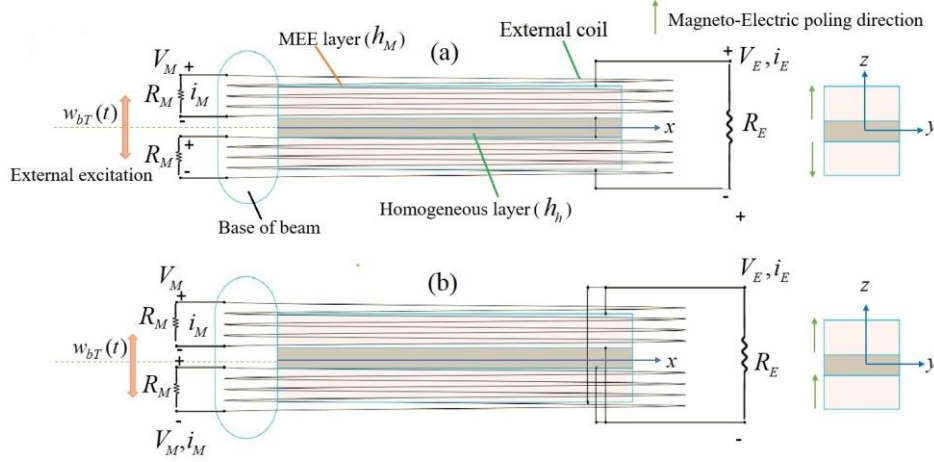 Magneto-Electric poling direction
MEE layer (h_M) (a) External coil
V_M + + V_E, i_E z
R_M i_M R_E
w_bT(t) - x y
R_M +
External excitation - -
Base of beam Homogeneous layer (h_h) +
V_M (b) V_E, i_E
+ z
R_M i_M
w_bT(t) - + x R_E y
R_M
- -
V_M, i_M